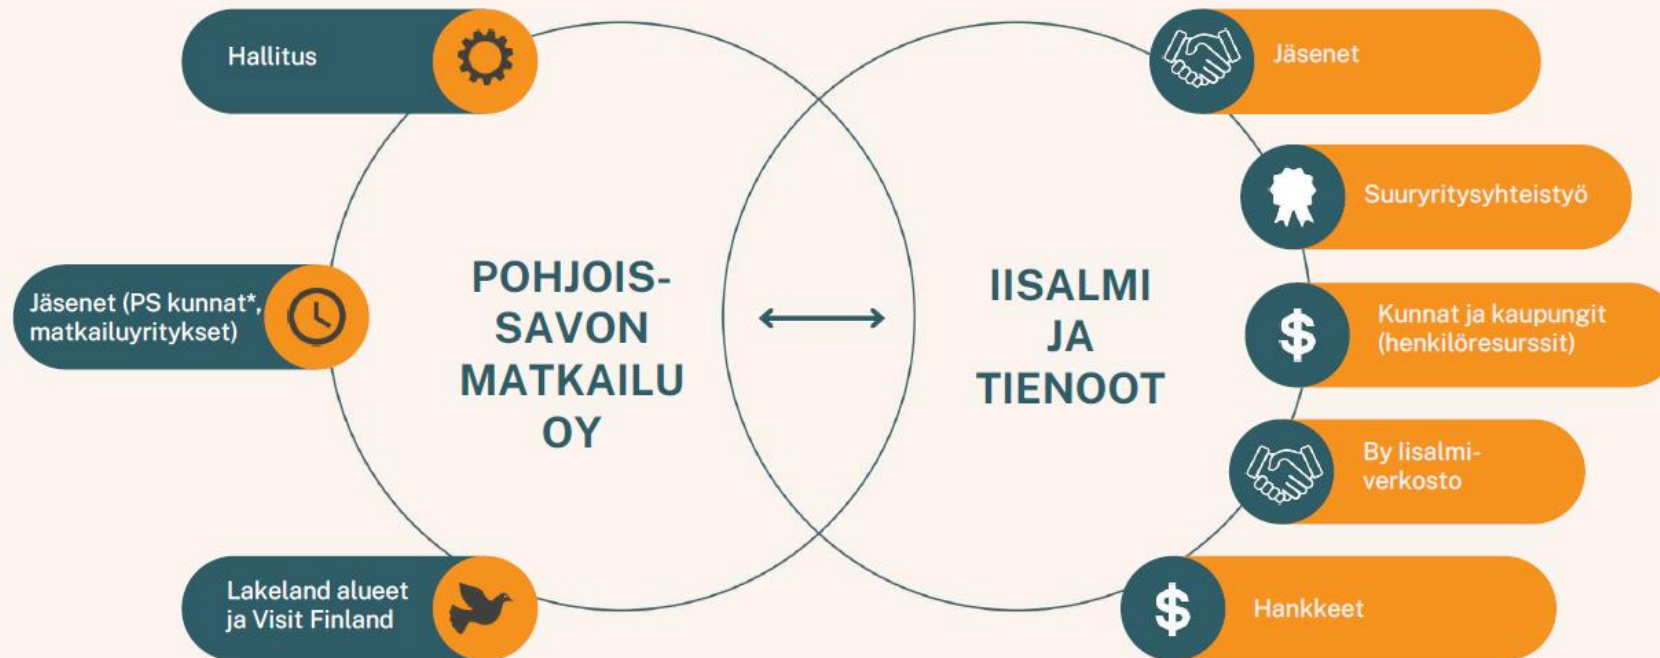 Hallitus
Jäsenet (PS kunnat*,
matkailuyritykset)
Lakeland alueet
ja Visit Finland
POHJOIS-
SAVON
MATKAILU
OY
IISALMI
JA
TIENOOT
Jäsenet
Suuryritysyhteistyö
Kunnat ja kaupungit
(henkilöresurssit)
By Iisalmi-
verkosto
Hankkeet